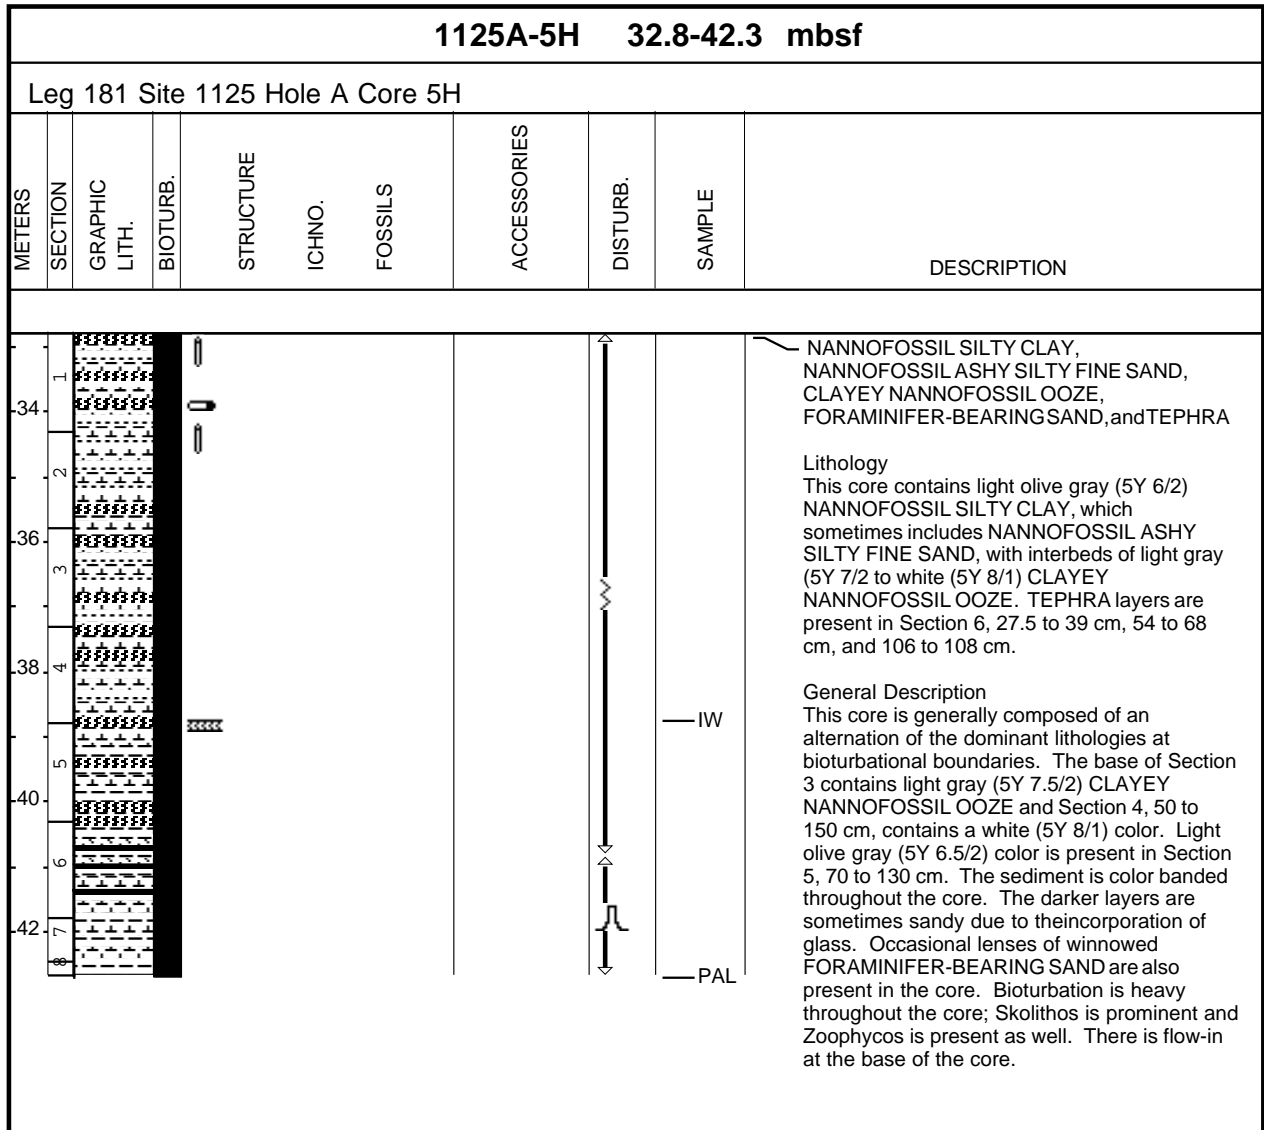 1125A-5H 32.8-42.3 mbsf
Leg 181 Site 1125 Hole A Core 5H
METERS
SECTION
GRAPHIC
LITH.
BIOTURB.
STRUCTURE
ICHNO.
FOSSILS
ACCESSORIES
DISTURB.
SAMPLE
DESCRIPTION
1
34
2
36
3
38
4
5
40
6
42
7
8
IW
PAL
NANNOFOSSIL SILTY CLAY,
NANNOFOSSIL ASHY SILTY FINE SAND,
CLAYEY NANNOFOSSIL OOZE,
FORAMINIFER-BEARING SAND, and TEPHRA
Lithology
This core contains light olive gray (5Y 6/2)
NANNOFOSSIL SILTY CLAY, which
sometimes includes NANNOFOSSIL ASHY
SILTY FINE SAND, with interbeds of light gray
(5Y 7/2 to white (5Y 8/1) CLAYEY
NANNOFOSSIL OOZE. TEPHRA layers are
present in Section 6, 27.5 to 39 cm, 54 to 68
cm, and 106 to 108 cm.
General Description
This core is generally composed of an
alternation of the dominant lithologies at
bioturbational boundaries. The base of Section
3 contains light gray (5Y 7.5/2) CLAYEY
NANNOFOSSIL OOZE and Section 4, 50 to
150 cm, contains a white (5Y 8/1) color. Light
olive gray (5Y 6.5/2) color is present in Section
5, 70 to 130 cm. The sediment is color banded
throughout the core. The darker layers are
sometimes sandy due to theincorporation of
glass. Occasional lenses of winnowed
FORAMINIFER-BEARING SAND are also
present in the core. Bioturbation is heavy
throughout the core; Skolithos is prominent and
Zoophycos is present as well. There is flow-in
at the base of the core.